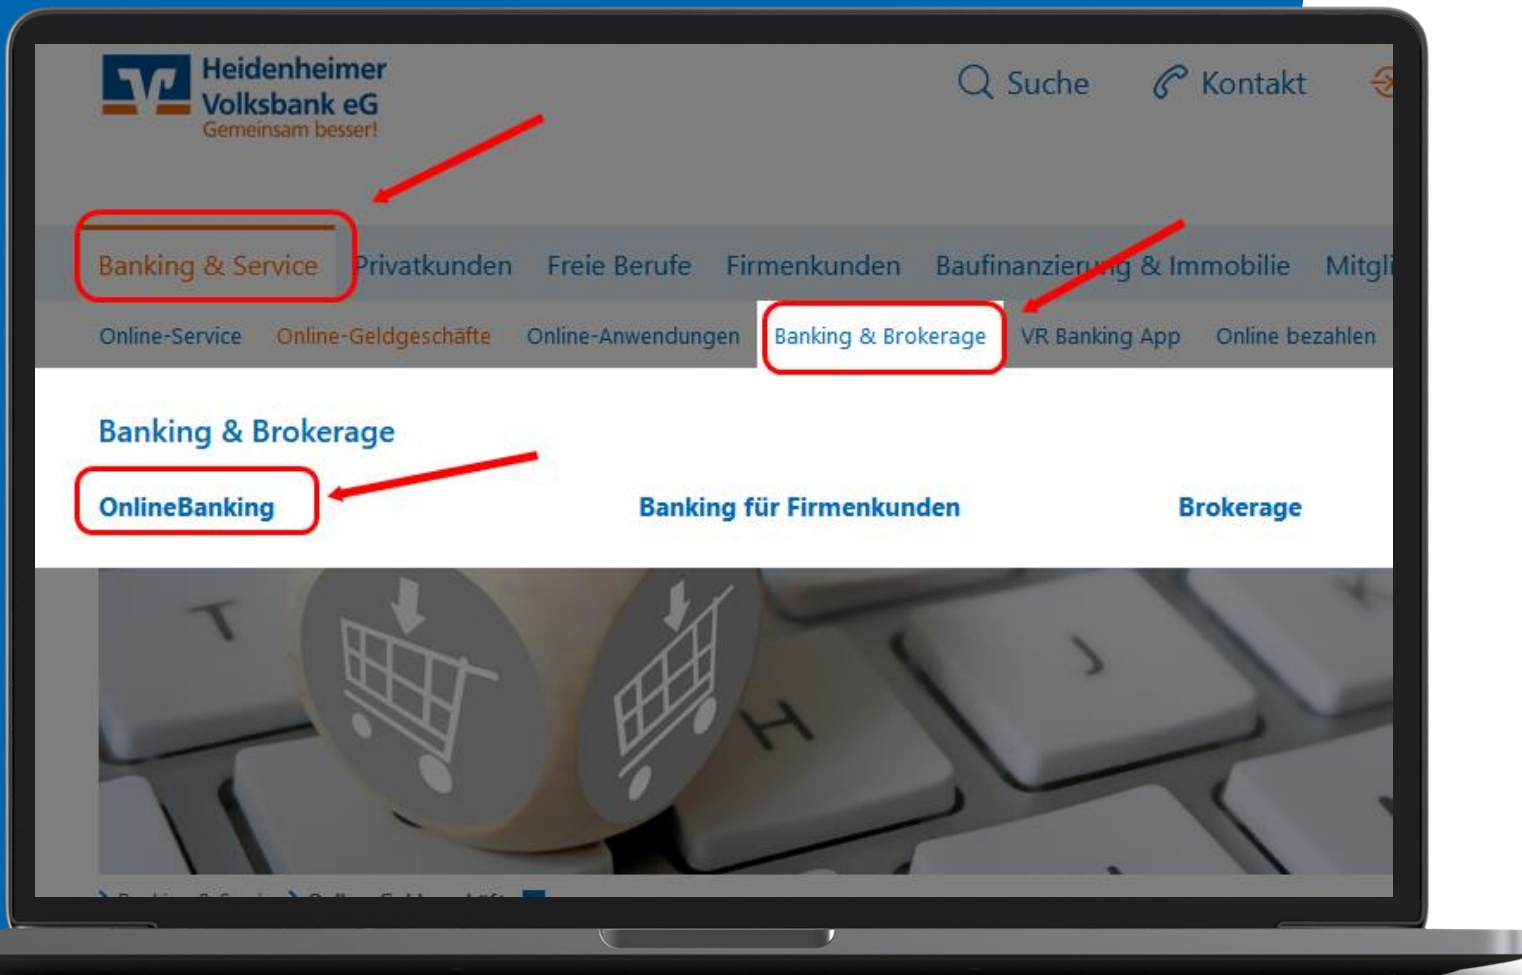 Heidenheimer
Volksbank eG
Gemeinsam besser!
Suche
Kontakt
Banking & Service
Privatkunden
Freie Berufe
Firmenkunden
Baufinanzierung & Immobilie
Mitgli
Online-Service
Online-Geldgeschäfte
Online-Anwendungen
Banking & Brokerage
VR Banking App
Online bezahlen
Banking & Brokerage
OnlineBanking
Banking für Firmenkunden
Brokerage
T
K
J
H